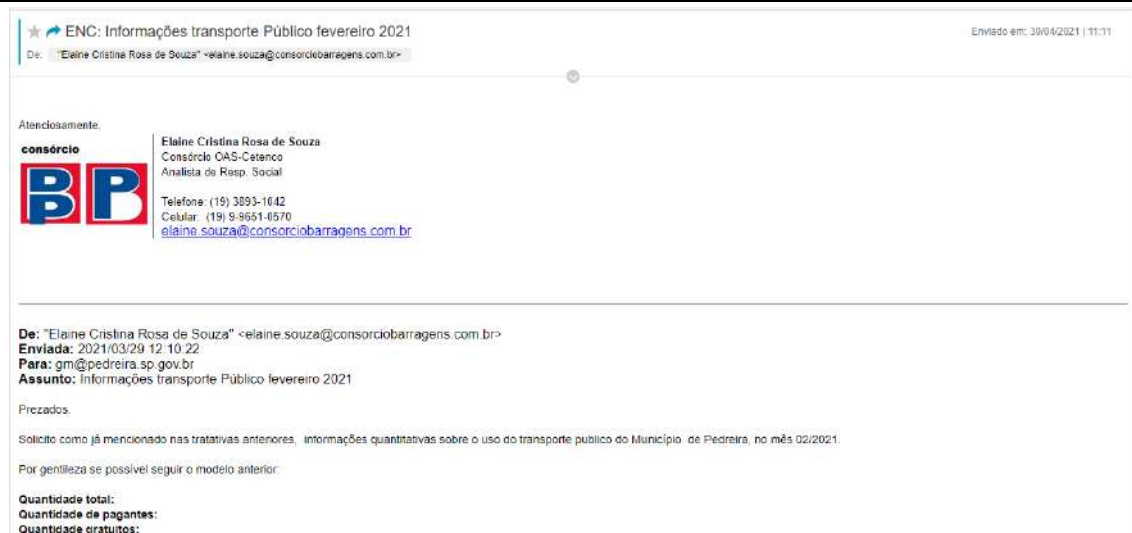 ENC: Informações transporte Público fevereiro 2021
Enviado em: 30/04/2021 | 11:11
De: "Elaine Cristina Rosa de Souza" <elaine.souza@consorciobarragens.com.br>
Atenciosamente,
consórcio
BP PB
Elaine Cristina Rosa de Souza
Consórcio OAS-Cetenco
Analista de Resp. Social
Telefone: (19) 3893-1642
Celular: (19) 9-9651-0570
elaine.souza@consorciobarragens.com.br
De: "Elaine Cristina Rosa de Souza" <elaine.souza@consorciobarragens.com.br>
Enviada: 2021/03/29 12:10:22
Para: gm@pedreira.sp.gov.br
Assunto: Informações transporte Público fevereiro 2021
Prezados,
Solicito como já mencionado nas tratativas anteriores, informações quantitativas sobre o uso do transporte publico do Município de Pedreira, no mês 02/2021.
Por gentileza se possível seguir o modelo anterior:
Quantidade total:
Quantidade de pagantes:
Quantidade gratuitos: